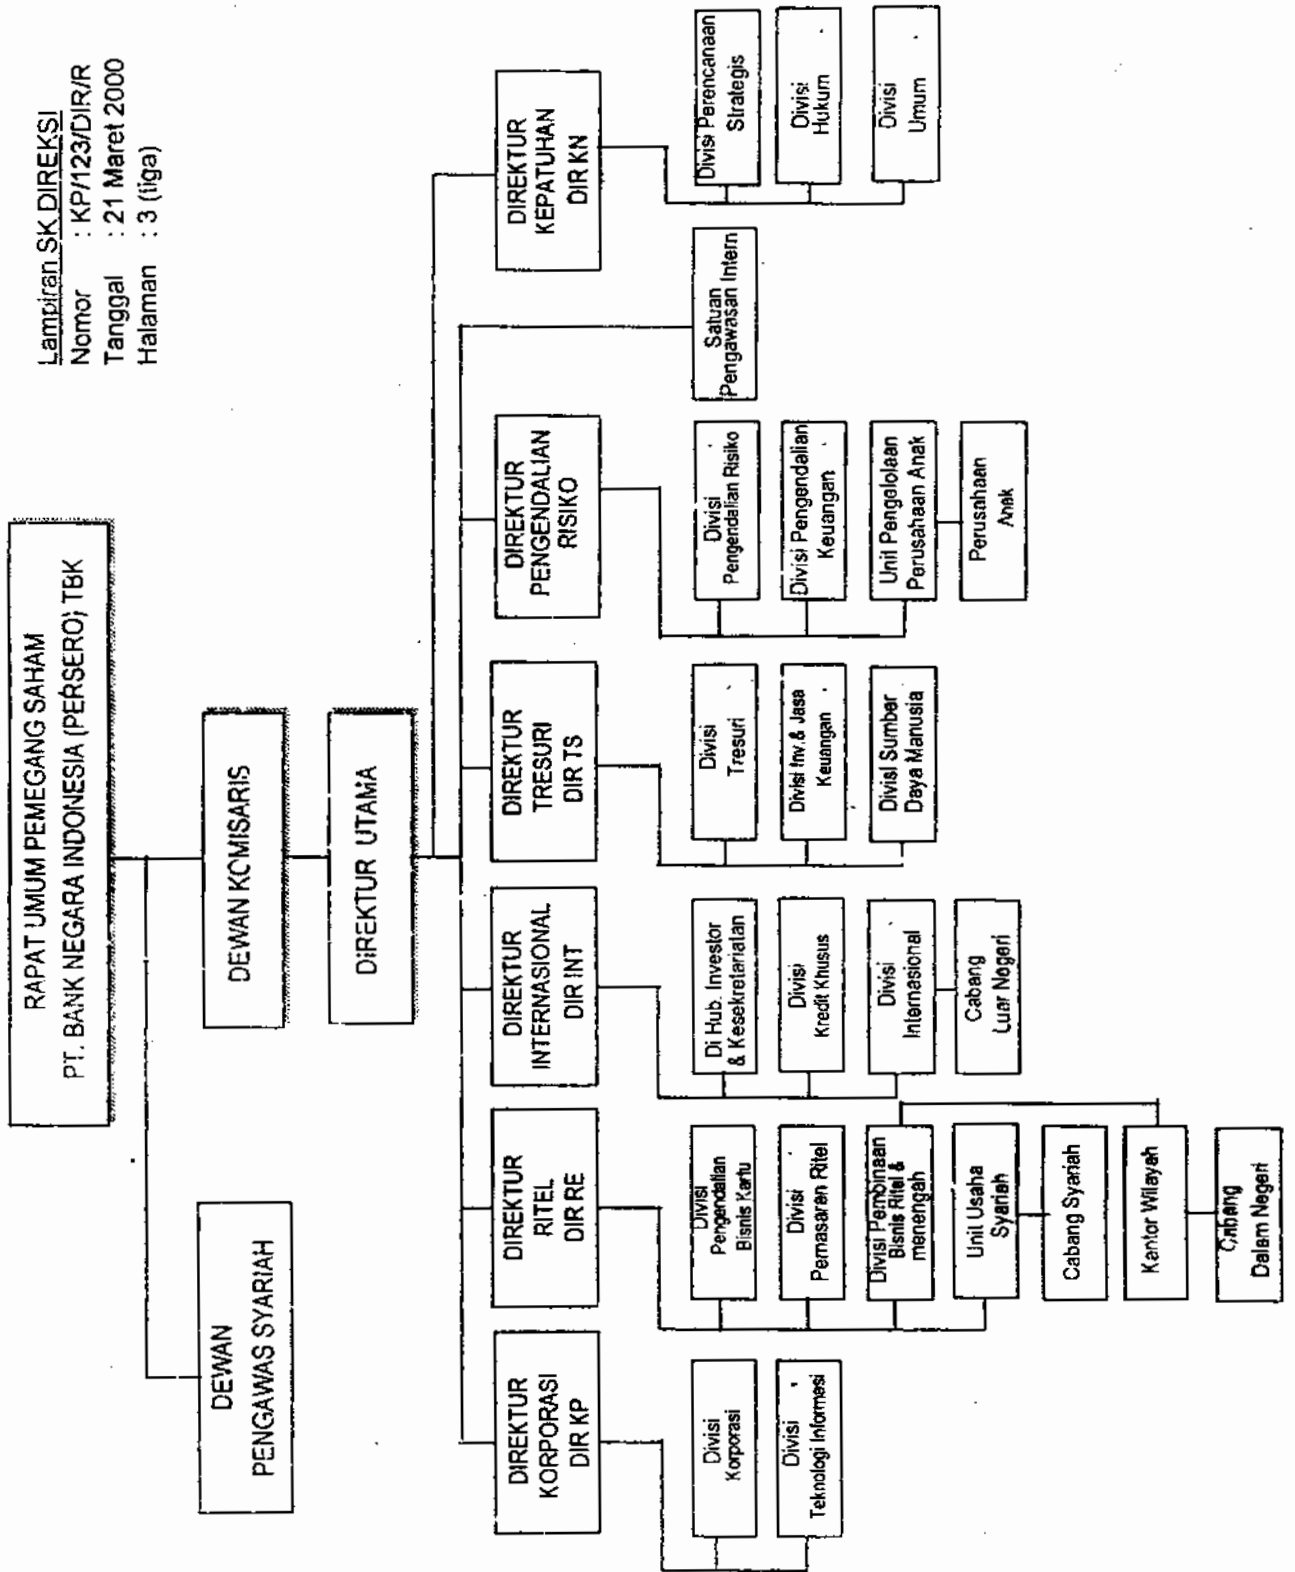 Lampiran SK DIREKSI
Nomor : KP/123/DIR/R
Tanggal : 21 Maret 2000
Halaman : 3 (tiga)
RAPAT UMUM PEMEGANG SAHAM
PT. BANK NEGARA INDONESIA (PERSERO) TBK
DEWAN
PENGAWAS SYARIAH
DEWAN KOMISARIS
DIREKTUR UTAMA
DIREKTUR
KORPORASI
DIR KP
DIREKTUR
RITEL
DIR RE
DIREKTUR
INTERNASIONAL
DIR INT
DIREKTUR
TRESURI
DIR TS
DIREKTUR
PENGENDALIAN
RISIKO
DIREKTUR
KEPATUHAN
DIR KN
Divisi
Korporasi
Divisi
Teknologi Informasi
Divisi
Pengendalian
Bisnis Kartu
Divisi
Pemasaran Ritel
Divisi Pembinaan
Bisnis Ritel &
menengah
Unit Usaha
Syariah
Cabang Syariah
Kantor Wilayah
Cabang
Dalam Negeri
Di Hub. Investor
& Kesekretariatan
Divisi
Kredit Khusus
Divisi
Internasional
Cabang
Luar Negeri
Divisi
Tresuri
Divisi Inv.& Jasa
Keuangan
Divisi Sumber
Daya Manusia
Divisi
Pengendalian Risiko
Divisi Pengendalian
Keuangan
Unit Pengelolaan
Perusahaan Anak
Perusahaan
Anak
Satuan
Pengawasan Intern
Divisi Perencanaan
Strategis
Divisi
Hukum
Divisi
Umum